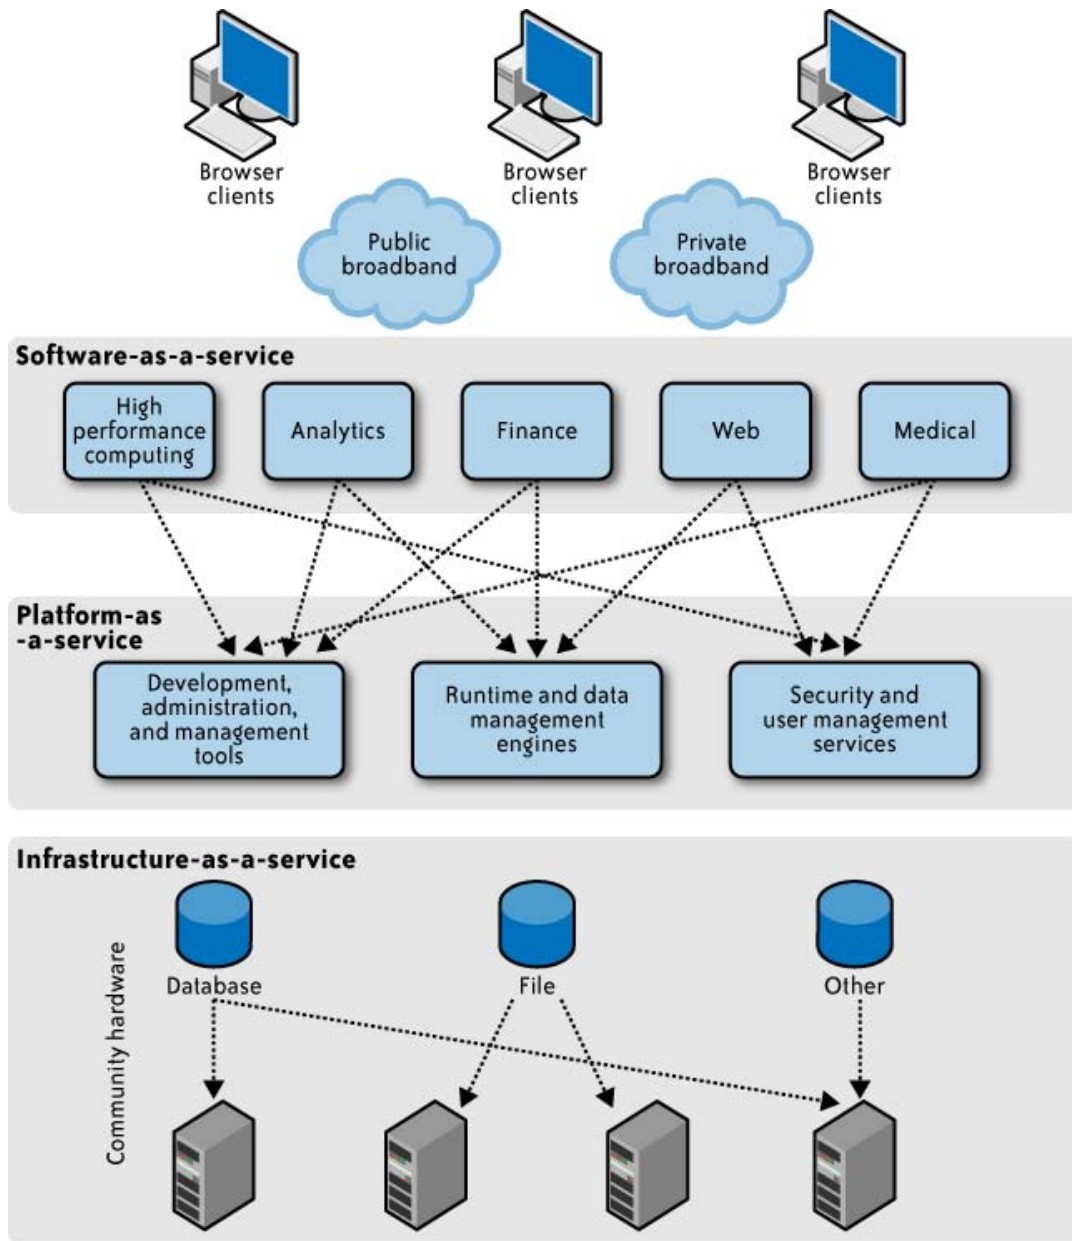 Browser
clients
Browser
clients
Browser
clients
Public
broadband
Private
broadband
Software-as-a-service
High
performance
computing
Analytics
Finance
Web
Medical
Platform-as
-a-service
Development,
administration,
and management
tools
Runtime and data
management
engines
Security and
user management
services
Infrastructure-as-a-service
Community hardware
Database
File
Other